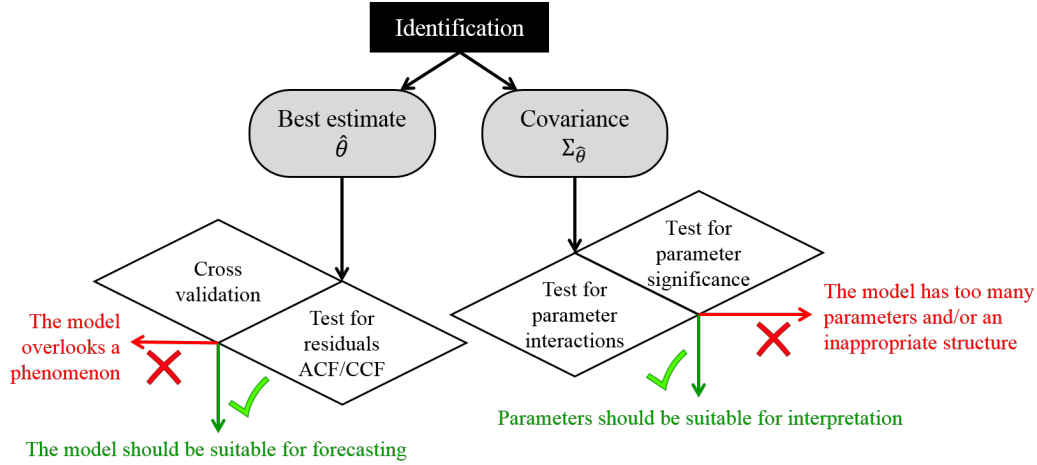 Identification
Best estimate
θ̂
Covariance
Σ_θ̂
Cross
validation
Test for
residuals
ACF/CCF
Test for
parameter
significance
Test for
parameter
interactions
The model
overlooks a
phenomenon
The model has too many
parameters and/or an
inappropriate structure
The model should be suitable for forecasting
Parameters should be suitable for interpretation